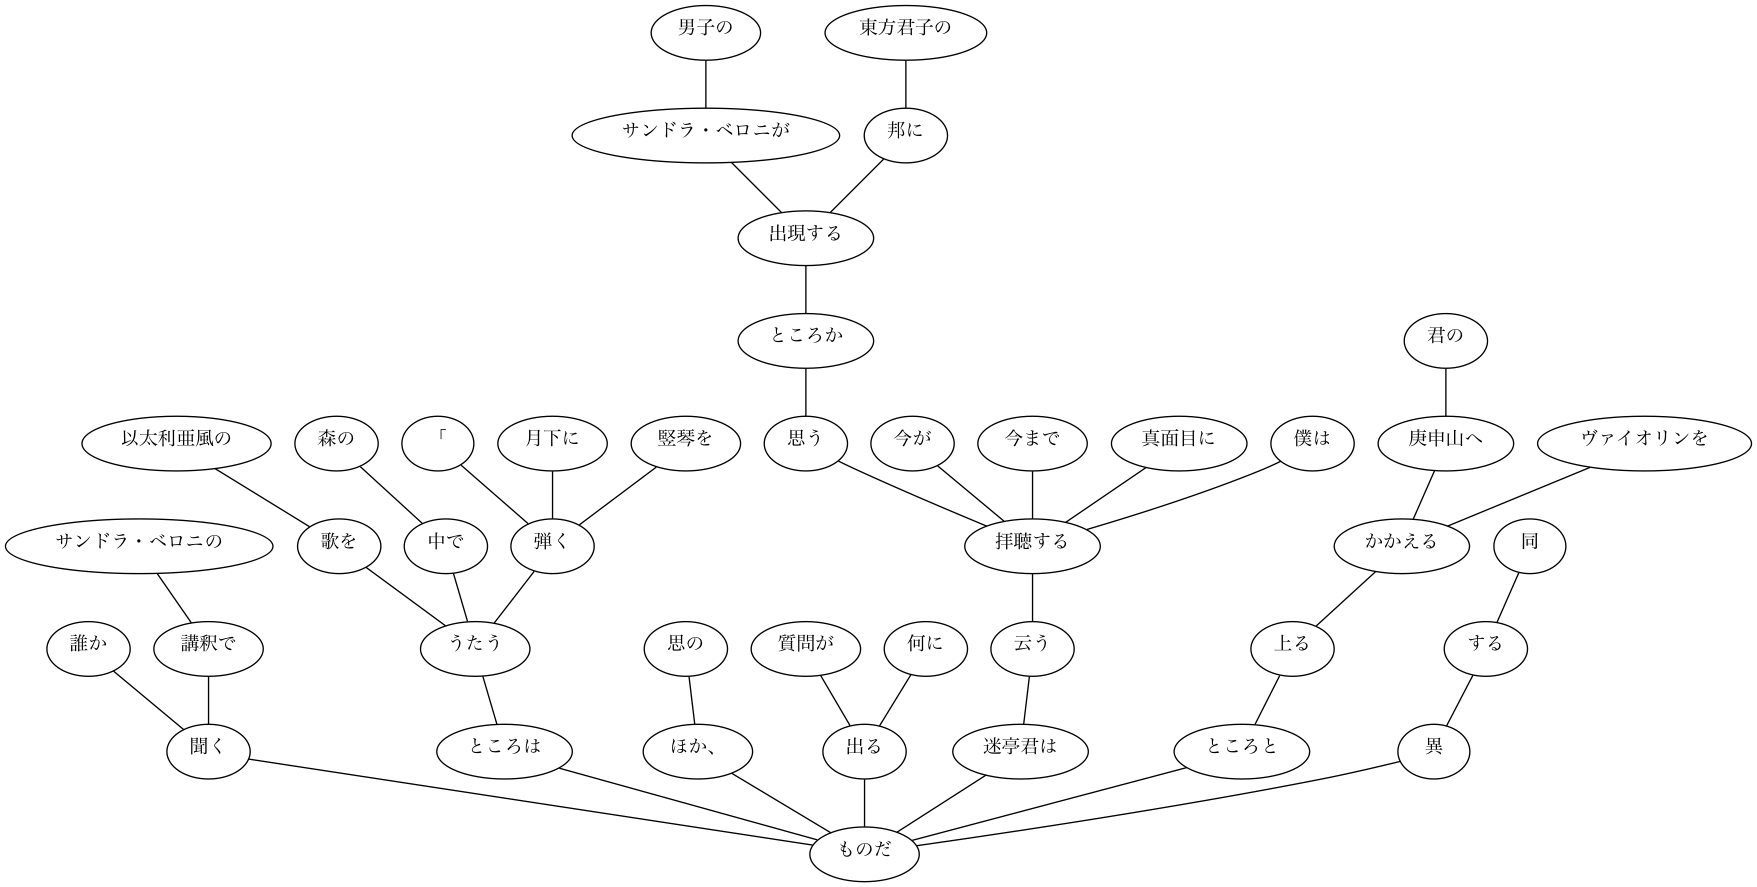 男子の
東方君子の
サンドラ・ベロニが
邦に
出現する
ところか
君の
以太利亜風の
森の
「
月下に
竪琴を
思う
今が
今まで
真面目に
僕は
庚申山へ
ヴァイオリンを
サンドラ・ベロニの
歌を
中で
弾く
拝聴する
かかえる
同
誰か
講釈で
うたう
思の
質問が
何に
云う
上る
する
聞く
ところは
ほか、
出る
迷亭君は
ところと
異
ものだ